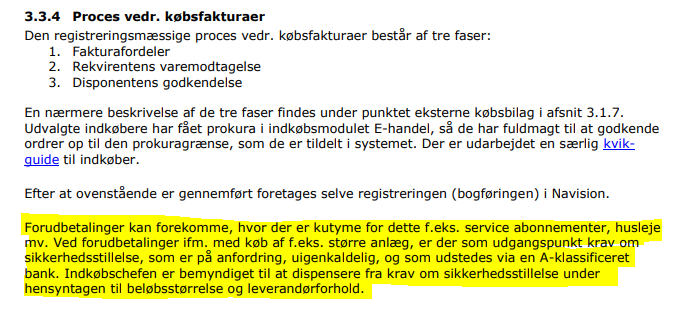 3.3.4 Proces vedr. købsfakturaer
Den registreringsmæssige proces vedr. købsfakturaer består af tre faser:
1. Fakturafordeler
2. Rekvirentens varemodtagelse
3. Disponentens godkendelse
En nærmere beskrivelse af de tre faser findes under punktet eksterne købsbilag i afsnit 3.1.7.
Udvalgte indkøbere har fået prokura i indkøbsmodulet E-handel, så de har fuldmagt til at godkende
ordrer op til den prokuragrænse, som de er tildelt i systemet. Der er udarbejdet en særlig kvik-
guide til indkøber.
Efter at ovenstående er gennemført foretages selve registreringen (bogføringen) i Navision.
Forudbetalinger kan forekomme, hvor der er kutyme for dette f.eks. service abonnementer, husleje
mv. Ved forudbetalinger ifm. med køb af f.eks. større anlæg, er der som udgangspunkt krav om
sikkerhedsstillelse, som er på anfordring, uigenkaldelig, og som udstedes via en A-klassificeret
bank. Indkøbschefen er bemyndiget til at dispensere fra krav om sikkerhedsstillelse under
hensyntagen til beløbsstørrelse og leverandørforhold.